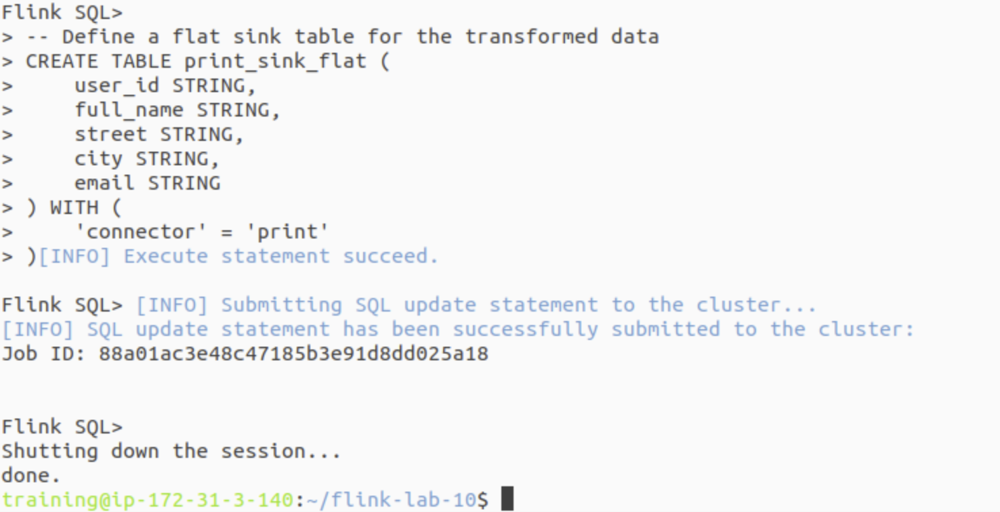 Flink SQL>
> -- Define a flat sink table for the transformed data
> CREATE TABLE print_sink_flat (
>     user_id STRING,
>     full_name STRING,
>     street STRING,
>     city STRING,
>     email STRING
> ) WITH (
>     'connector' = 'print'
> )[INFO] Execute statement succeed.

Flink SQL> [INFO] Submitting SQL update statement to the cluster...
[INFO] SQL update statement has been successfully submitted to the cluster:
Job ID: 88a01ac3e48c47185b3e91d8dd025a18


Flink SQL>
Shutting down the session...
done.
training@ip-172-31-3-140:~/flink-lab-10$